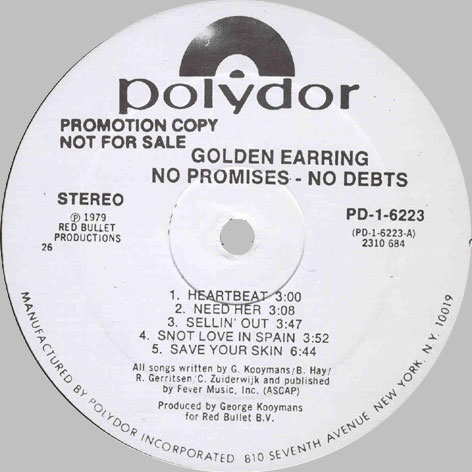 polydor
PROMOTION COPY
NOT FOR SALE
GOLDEN EARRING
NO PROMISES - NO DEBTS
STEREO
℗ 1979
RED BULLET
PRODUCTIONS
26
PD-1-6223
(PD-1-6223-A)
2310 684
1. HEARTBEAT 3:00
2. NEED HER 3:08
3. SELLIN' OUT 3:47
4. SNOT LOVE IN SPAIN 3:52
5. SAVE YOUR SKIN 6:44
All songs written by G. Kooymans/B. Hay/
R. Gerritsen/C. Zuiderwijk and published
by Fever Music, Inc. (ASCAP)
Produced by George Kooymans
for Red Bullet B.V.
MANUFACTURED BY POLYDOR INCORPORATED 810 SEVENTH AVENUE NEW YORK, N.Y. 10019